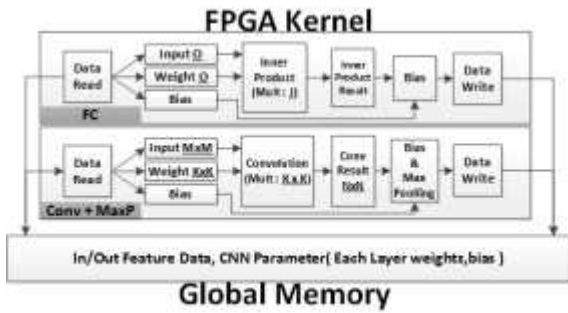 FPGA Kernel
Data
Read
Input O
Weight O
Bias
Inner
Product
(Mult: J)
Inner
Product
Result
Bias
Data
Write
FC
Data
Read
Input MxM
Weight KxK
Bias
Convolution
(Mult: KxK)
Conv
Result
NxN
Bias
&
Max
Pooling
Data
Write
Conv + MaxP
In/Out Feature Data, CNN Parameter( Each Layer weights,bias )
Global Memory